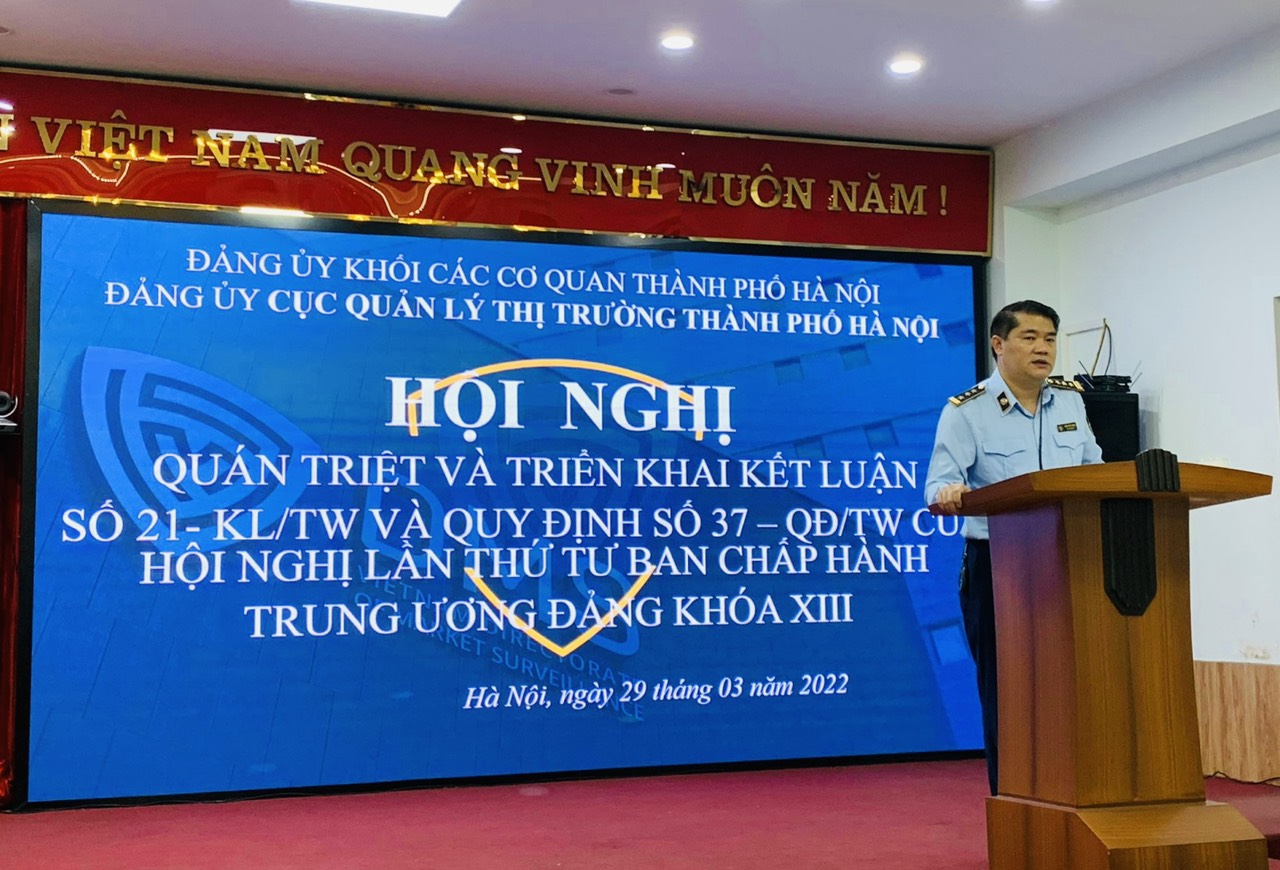 VIỆT NAM QUANG VINH MUÔN NĂM !
ĐẢNG ỦY KHỐI CÁC CƠ QUAN THÀNH PHỐ HÀ NỘI
ĐẢNG ỦY CỤC QUẢN LÝ THỊ TRƯỜNG THÀNH PHỐ HÀ NỘI
HỘI NGHỊ
QUÁN TRIỆT VÀ TRIỂN KHAI KẾT LUẬN
SỐ 21- KL/TW VÀ QUY ĐỊNH SỐ 37 – QĐ/TW
HỘI NGHỊ LẦN THỨ TƯ BAN CHẤP HÀNH
TRUNG ƯƠNG ĐẢNG KHÓA XIII
OF MARKET SURVEILLANCE
Hà Nội, ngày 29 tháng 03 năm 2022